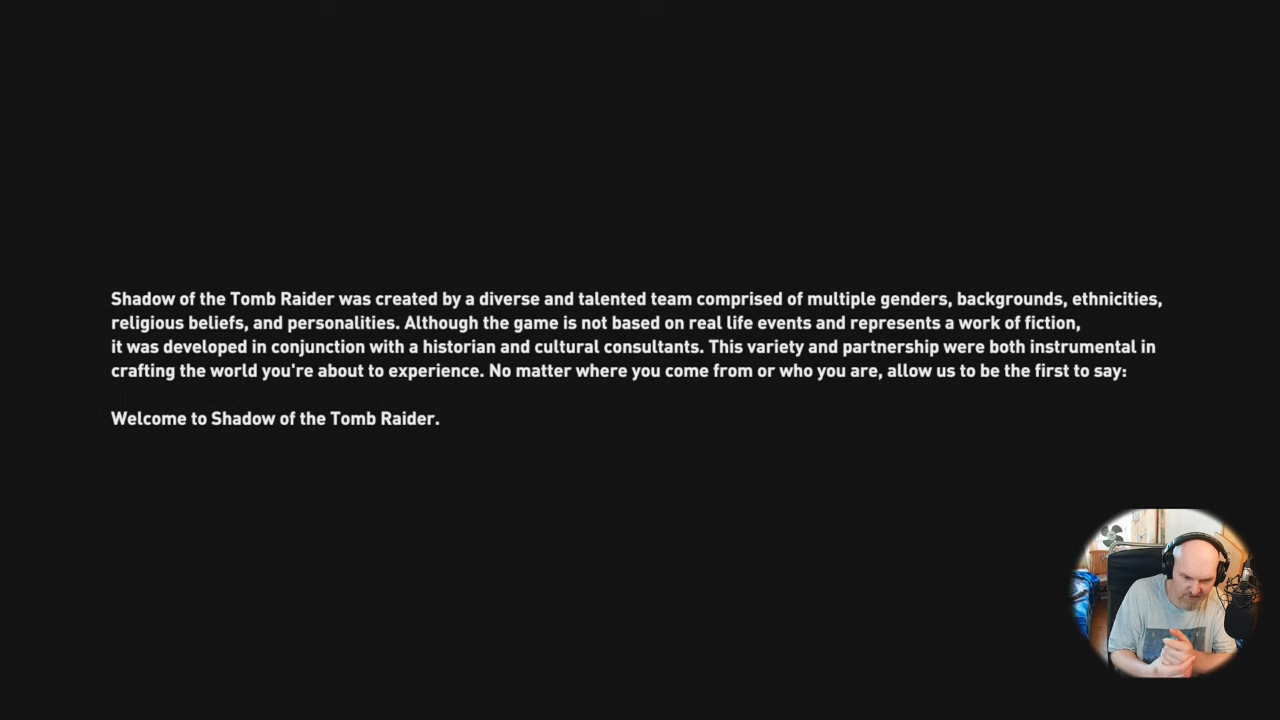 Shadow of the Tomb Raider was created by a diverse and talented team comprised of multiple genders, backgrounds, ethnicities,
religious beliefs, and personalities. Although the game is not based on real life events and represents a work of fiction,
it was developed in conjunction with a historian and cultural consultants. This variety and partnership were both instrumental in
crafting the world you're about to experience. No matter where you come from or who you are, allow us to be the first to say:
Welcome to Shadow of the Tomb Raider.